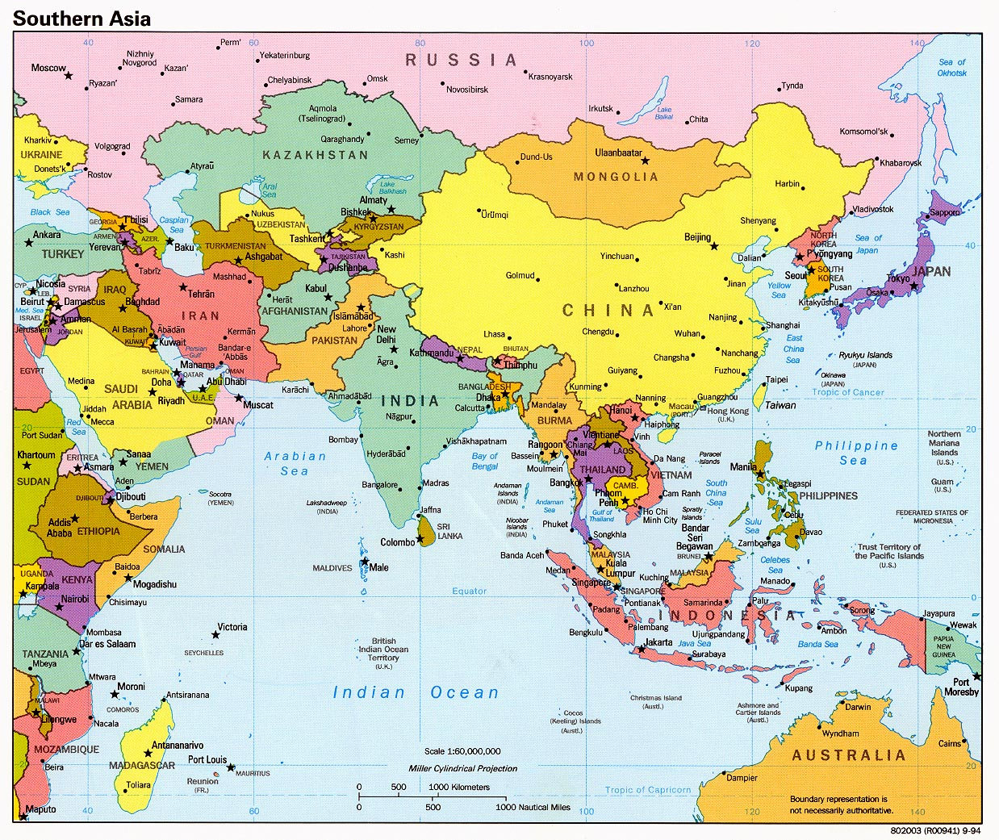 Southern Asia
40
60
80
100
120
140
RUSSIA
Moscow
Nizhniy
Novgorod
Perm'
Kazan'
Yekaterinburg
Ryazan'
Chelyabinsk
Omsk
Novosibirsk
Krasnoyarsk
Samara
Tynda
Sea of
Okhotsk
Irkutsk
Lake
Baikal
Chita
Komsomol'sk
Khabarovsk
Aqmola
(Tselinograd)
Qaraghandy
Semey
Kharkiv
UKRAINE
Donets'k
Volgograd
Rostov
KAZAKHSTAN
Atyraū
Aral
Sea
Lake
Balkhash
Dund-Us
Ulaanbaatar
MONGOLIA
Harbin
Black Sea
GEORGIA
T'bilisi
Caspian
Sea
Nukus
UZBEKISTAN
Almaty
Bishkek
KYRGYZSTAN
Ürümqi
Shenyang
Vladivostok
Sapporo
Ankara
TURKEY
ARMENIA
Yerevan
AZER.
Baku
TURKMENISTAN
Ashgabat
Tashkent
TAJIKISTAN
Dushanbe
Kashi
Beijing
Yinchuan
Dalian
NORTH
KOREA
P'yŏngyang
Sea of
Japan
40
JAPAN
Tabrīz
Mashhad
Golmud
Lanzhou
Jinan
Seoul
SOUTH
KOREA
Pusan
Yellow
Sea
Kitakyūshū
Tokyo
Ōsaka
CYP.
Nicosia
LEB.
SYRIA
Beirut
Damascus
Med. Sea
ISRAEL
Amman
Jerusalem
JORDAN
IRAQ
Baghdad
Tehrān
IRAN
Herāt
Kabul
AFGHANISTAN
Islāmābād
Lahore
PAKISTAN
CHINA
Xi'an
Nanjing
Shanghai
Al Basrah
Ābādān
KUWAIT
Kuwait
Kermān
Bandar-e
'Abbās
Persian
Gulf
New
Delhi
Āgra
Kathmandu
NEPAL
Lhasa
BHUTAN
Thimphu
Chengdu
Wuhan
Changsha
Nanchang
East
China
Sea
Ryukyu Islands
(JAPAN)
Okinawa
(JAPAN)
EGYPT
Medina
SAUDI
ARABIA
BAHRAIN
Manama
QATAR
Doha
Riyadh
Abu Dhabi
U.A.E.
OMAN
Muscat
OMAN
Karāchi
Ahmadābād
INDIA
BANGLADESH
Dhaka
Calcutta
Guiyang
Kunming
Fuzhou
Taipei
Taiwan
Tropic of Cancer
Jiddah
Mecca
Red
Sea
20
Port Sudan
Nāgpur
Mandalay
BURMA
Nanning
Hanoi
Haiphong
Guangzhou
Macau
(PORT.)
Hong Kong
(U.K.)
20
Khartoum
SUDAN
ERITREA
Asmara
Sanaa
YEMEN
Aden
Arabian
Sea
Bombay
Hyderābād
Vishākhapatnam
Bay of
Bengal
Rangoon
Bassein
Moulmein
Chiang
Mai
Vientiane
LAOS
Vinh
Da Nang
Paracel
Islands
Philippine
Sea
Northern
Mariana
Islands
(U.S.)
Guam
(U.S.)
DJIBOUTI
Djibouti
Socotra
(YEMEN)
Berbera
Bangalore
Madras
Lakshadweep
(INDIA)
Andaman
Islands
(INDIA)
Andaman
Sea
THAILAND
Bangkok
CAMB.
Phnom
Penh
VIETNAM
Cam Ranh
Ho Chi
Minh City
South
China
Sea
Spratly
Islands
Manila
Legaspi
PHILIPPINES
Cebu
Davao
FEDERATED STATES OF
MICRONESIA
Addis
Ababa
ETHIOPIA
SOMALIA
Jaffna
SRI
LANKA
Colombo
Nicobar
Islands
(INDIA)
Gulf of
Thailand
Phuket
Songkhla
Bandar
Seri
Begawan
BRUNEI
Sulu
Sea
Zamboanga
Celebes
Sea
Trust Territory of
the Pacific Islands
(U.S.)
UGANDA
Kampala
KENYA
Nairobi
Baidoa
Mogadishu
Chisimayu
MALDIVES
Male
Equator
Banda Aceh
Medan
MALAYSIA
Kuala
Lumpur
Singapore
SINGAPORE
Kuching
MALAYSIA
Pontianak
Samarinda
Manado
Palu
0
INDONESIA
Sorong
Jayapura
Wewak
Mombasa
TANZANIA
Dar es Salaam
Mbeya
Victoria
SEYCHELLES
British
Indian Ocean
Territory
(U.K.)
Padang
Bengkulu
Palembang
Jakarta
Java Sea
Surabaya
Ujungpandang
Ambon
Banda Sea
PAPUA
NEW
GUINEA
Port
Moresby
Mtwara
MALAWI
Lilongwe
Moroni
COMOROS
Nacala
Antsiranana
Indian Ocean
Christmas Island
(Austl.)
Cocos
(Keeling) Islands
(Austl.)
Kupang
Ashmore and
Cartier Islands
(Austl.)
Darwin
Wyndham
Cairns
MOZAMBIQUE
Beira
Antananarivo
MADAGASCAR
Toliara
Port Louis
MAURITIUS
Reunion
(FR.)
Scale 1:60,000,000
Miller Cylindrical Projection
0 500 1000 Kilometers
0 500 1000 Nautical Miles
AUSTRALIA
20
Dampier
Tropic of Capricorn
Boundary representation is
not necessarily authoritative.
Maputo
40
60
100
120
140
802003 (R00941) 9-94